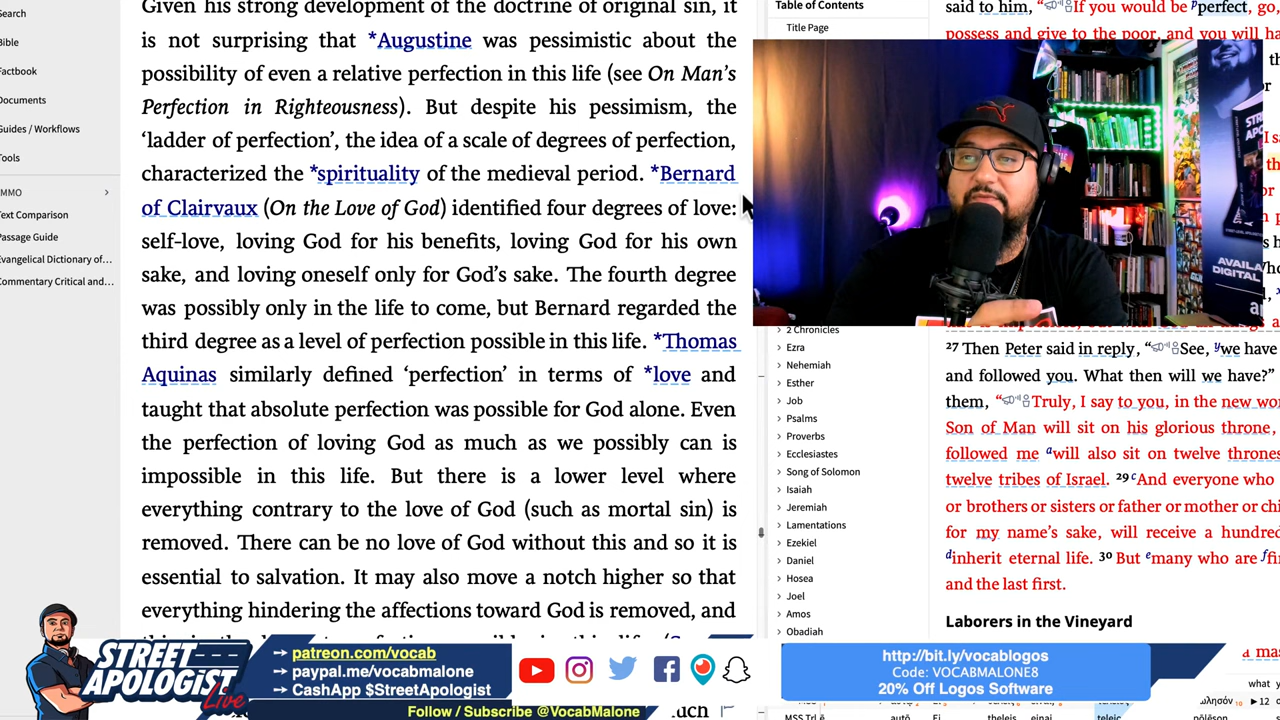 Search
Bible
Factbook
Documents
Guides / Workflows
Tools
MMO
Text Comparison
Passage Guide
Evangelical Dictionary of...
Commentary Critical and...
Given his strong development of the doctrine of original sin, it
is not surprising that *Augustine was pessimistic about the
possibility of even a relative perfection in this life (see On Man's
Perfection in Righteousness). But despite his pessimism, the
'ladder of perfection', the idea of a scale of degrees of perfection,
characterized the *spirituality of the medieval period. *Bernard
of Clairvaux (On the Love of God) identified four degrees of love:
self-love, loving God for his benefits, loving God for his own
sake, and loving oneself only for God's sake. The fourth degree
was possibly only in the life to come, but Bernard regarded the
third degree as a level of perfection possible in this life. *Thomas
Aquinas similarly defined 'perfection' in terms of *love and
taught that absolute perfection was possible for God alone. Even
the perfection of loving God as much as we possibly can is
impossible in this life. But there is a lower level where
everything contrary to the love of God (such as mortal sin) is
removed. There can be no love of God without this and so it is
essential to salvation. It may also move a notch higher so that
everything hindering the affections toward God is removed, and
Table of Contents
Title Page
2 Chronicles
Ezra
Nehemiah
Esther
Job
Psalms
Proverbs
Ecclesiastes
Song of Solomon
Isaiah
Jeremiah
Lamentations
Ezekiel
Daniel
Hosea
Joel
Amos
Obadiah
said to him, "If you would be pperfect, go,
possess and give to the poor, and you will ha
AVAILA
DIGITAL
27 Then Peter said in reply, "See, ywe have
and followed you. What then will we have?"
them, "Truly, I say to you, in the new wor
Son of Man will sit on his glorious throne,
followed me awill also sit on twelve thrones
twelve tribes of Israel. 29 cAnd everyone who
or brothers or sisters or father or mother or chi
for my name's sake, will receive a hundred
dinherit eternal life. 30 But emany who are ffir
and the last first.
Laborers in the Vineyard
a mas
what y
STREET
APOLOGIST
Live
→ patreon.com/vocab
→ paypal.me/vocabmalone
→ CashApp $StreetApologist
Follow / Subscribe @VocabMalone
http://bit.ly/vocablogos
Code: VOCABMALONE8
20% Off Logos Software